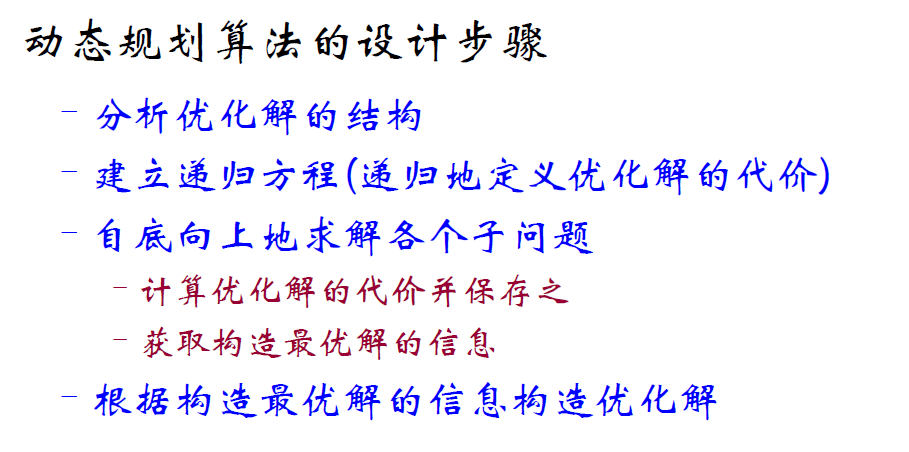 动态规划算法的设计步骤
– 分析优化解的结构
– 建立递归方程(递归地定义优化解的代价)
– 自底向上地求解各个子问题
– 计算优化解的代价并保存之
– 获取构造最优解的信息
– 根据构造最优解的信息构造优化解